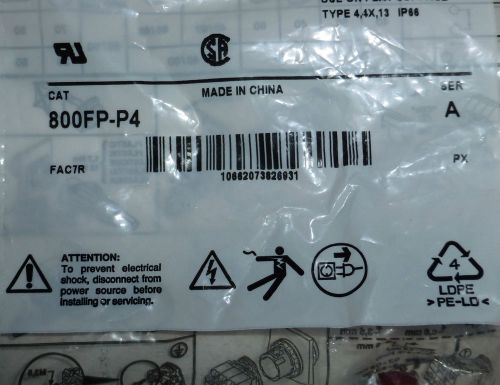 TYPE 4,4X,13 IP66
CAT
MADE IN CHINA
SER
800FP-P4
A
FAC7R
10662073626931
PX
ATTENTION:
To prevent electrical
shock, disconnect from
power source before
installing or servicing.
4
LDPE
>PE-LD<